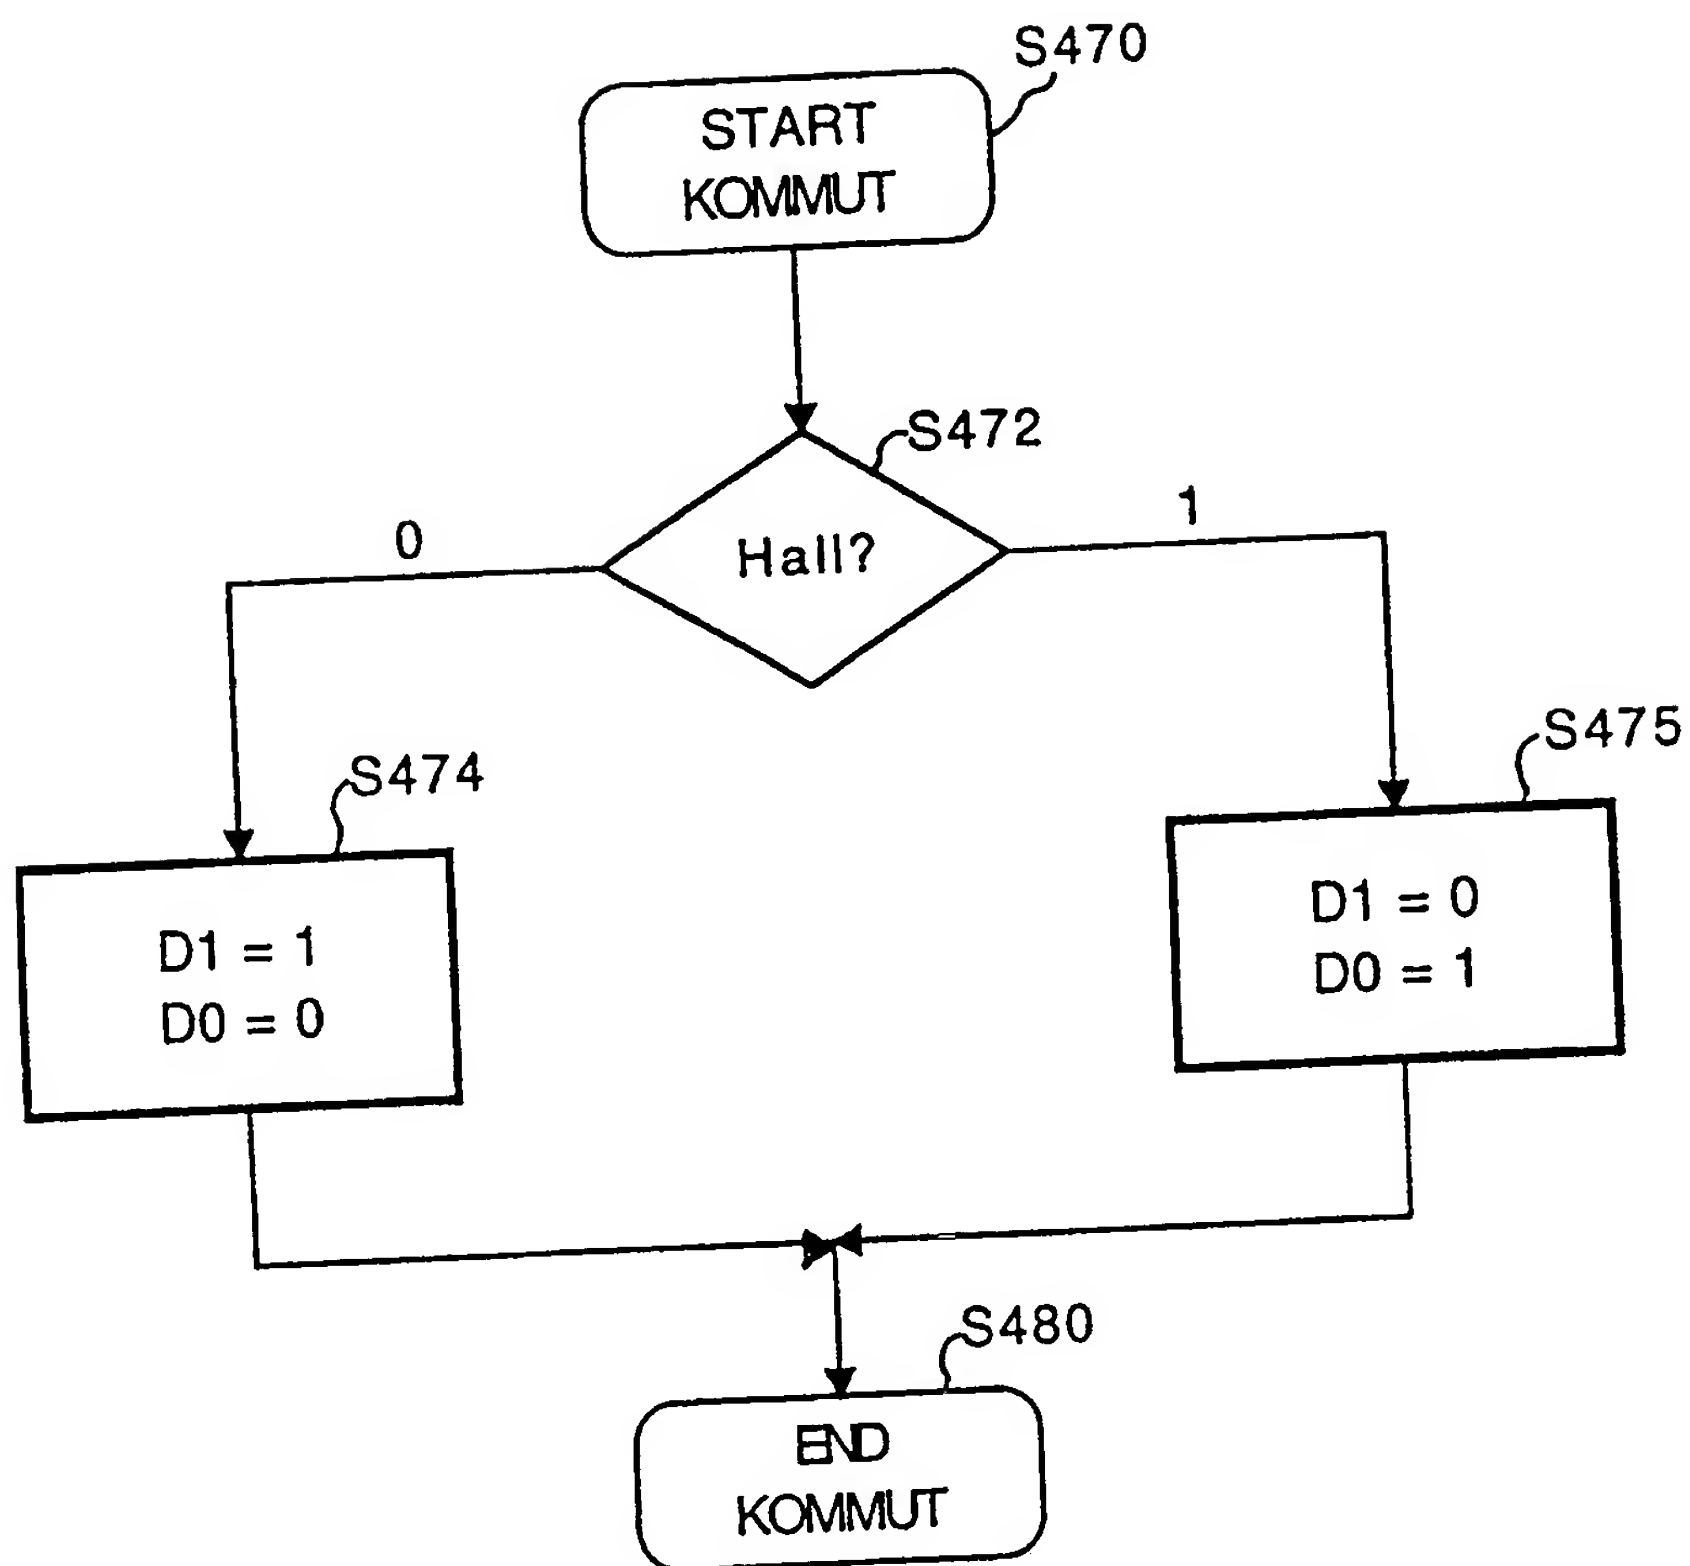 S470
START
KOMMUT
S472
Hall?
0
1
S474
S475
D1 = 1
D0 = 0
D1 = 0
D0 = 1
S480
END
KOMMUT